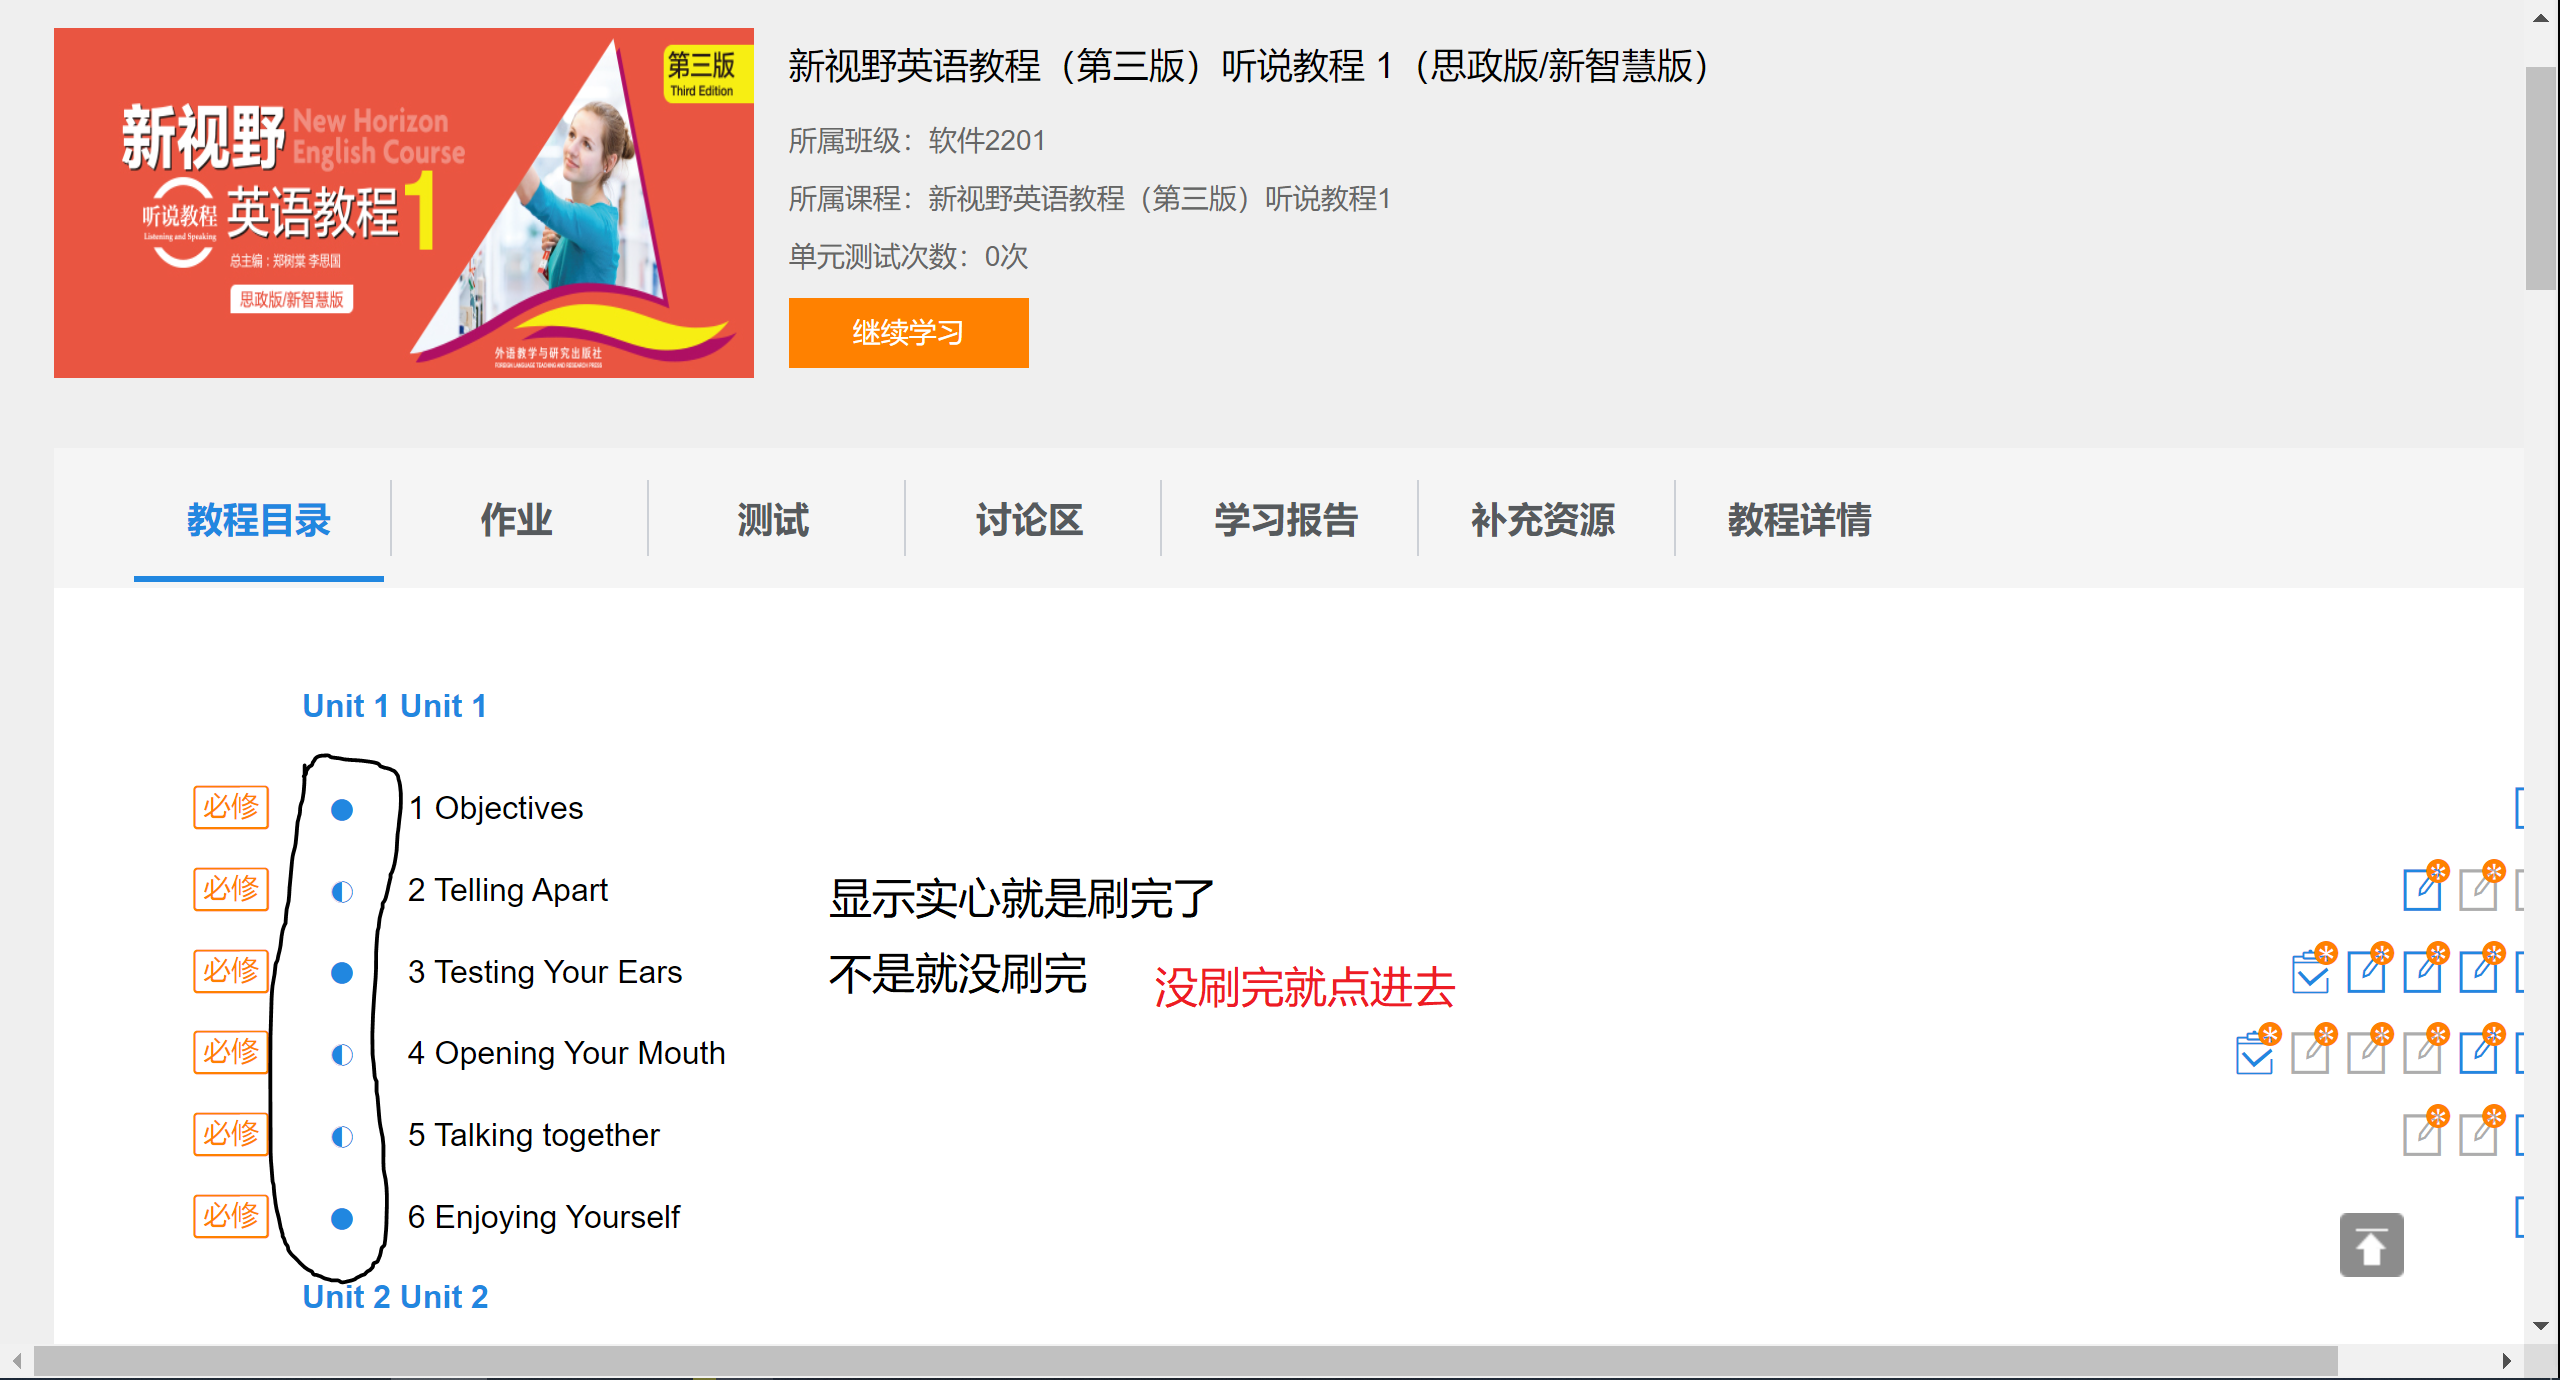 第三版
Third Edition
新视野
New Horizon
English Course
听说教程
Listening and Speaking
英语教程1
总主编：郑树棠 李思国
思政版/新智慧版
外语教学与研究出版社
FOREIGN LANGUAGE TEACHING AND RESEARCH PRESS
新视野英语教程（第三版）听说教程 1（思政版/新智慧版）
所属班级：软件2201
所属课程：新视野英语教程（第三版）听说教程1
单元测试次数：0次
继续学习
教程目录
作业
测试
讨论区
学习报告
补充资源
教程详情
Unit 1 Unit 1
必修 1 Objectives
必修 2 Telling Apart
显示实心就是刷完了
必修 3 Testing Your Ears
不是就没刷完
没刷完就点进去
必修 4 Opening Your Mouth
必修 5 Talking together
必修 6 Enjoying Yourself
Unit 2 Unit 2